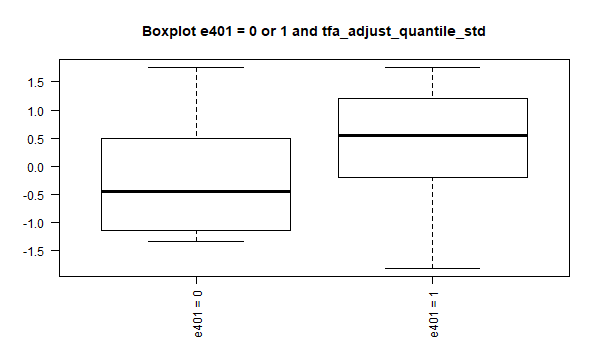 Boxplot e401 = 0 or 1 and tfa_adjust_quantile_std
1.5
1.0
0.5
0.0
-0.5
-1.0
-1.5
e401 = 0
e401 = 1